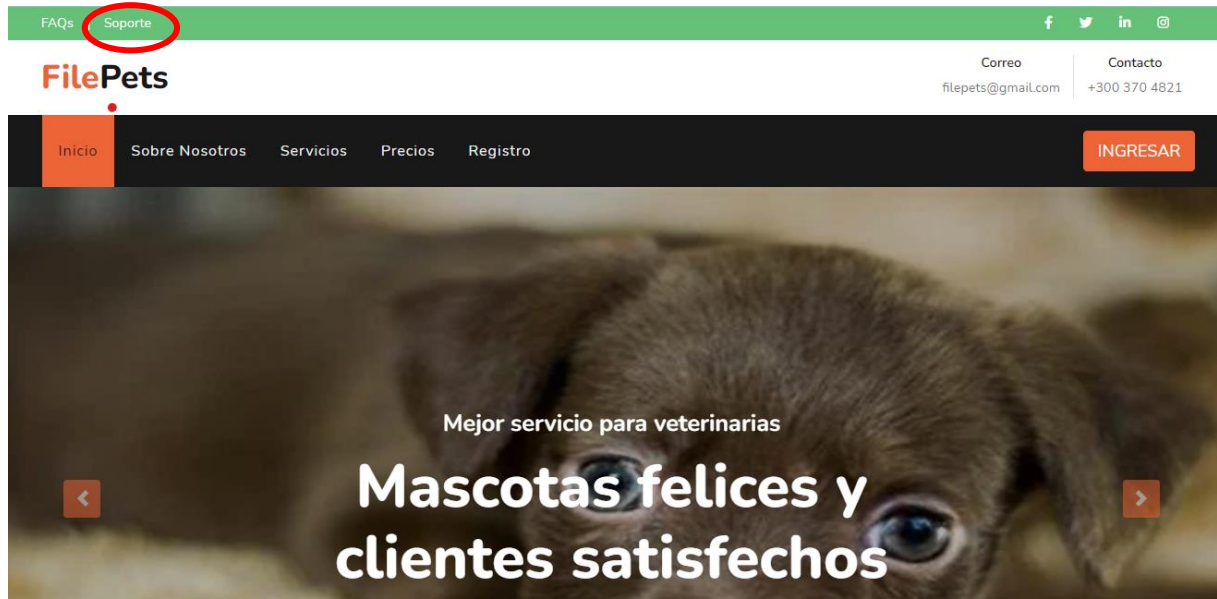 FAQs Soporte
FilePets
Correo Contacto
filepets@gmail.com +300 370 4821
Inicio Sobre Nosotros Servicios Precios Registro INGRESAR
Mejor servicio para veterinarias
Mascotas felices y
clientes satisfechos